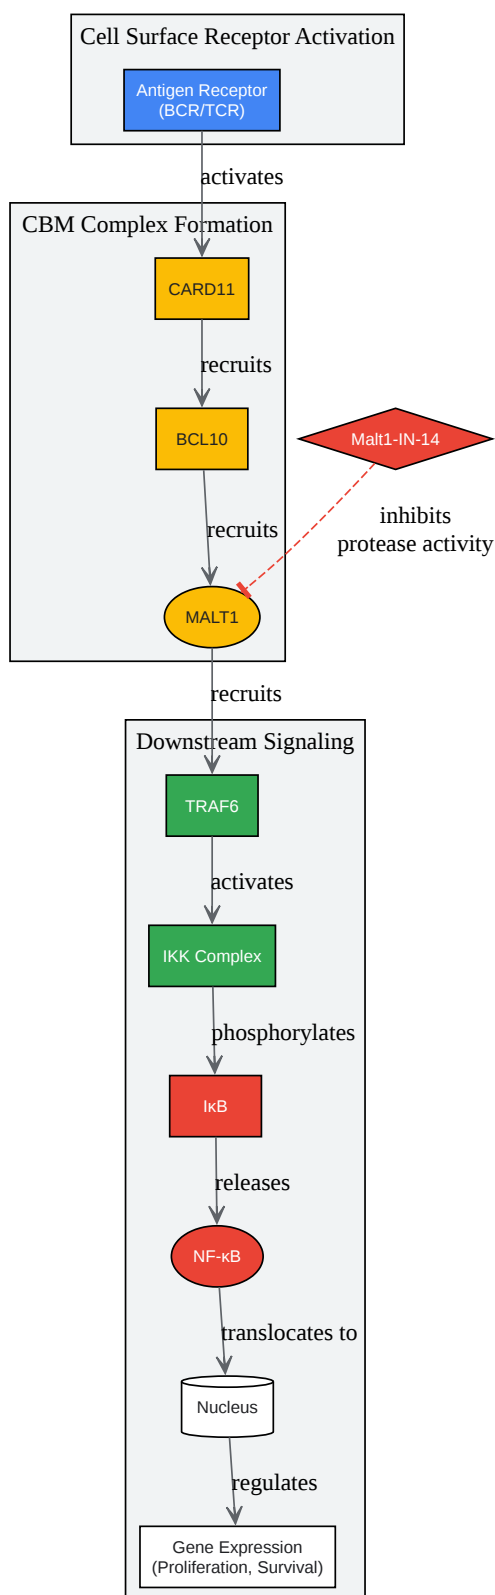 Cell Surface Receptor Activation
Antigen Receptor
(BCR/TCR)
activates
CBM Complex Formation
CARD11
recruits
BCL10
Malt1-IN-14
recruits
inhibits
protease activity
MALT1
recruits
Downstream Signaling
TRAF6
activates
IKK Complex
phosphorylates
IκB
releases
NF-κB
translocates to
Nucleus
regulates
Gene Expression
(Proliferation, Survival)